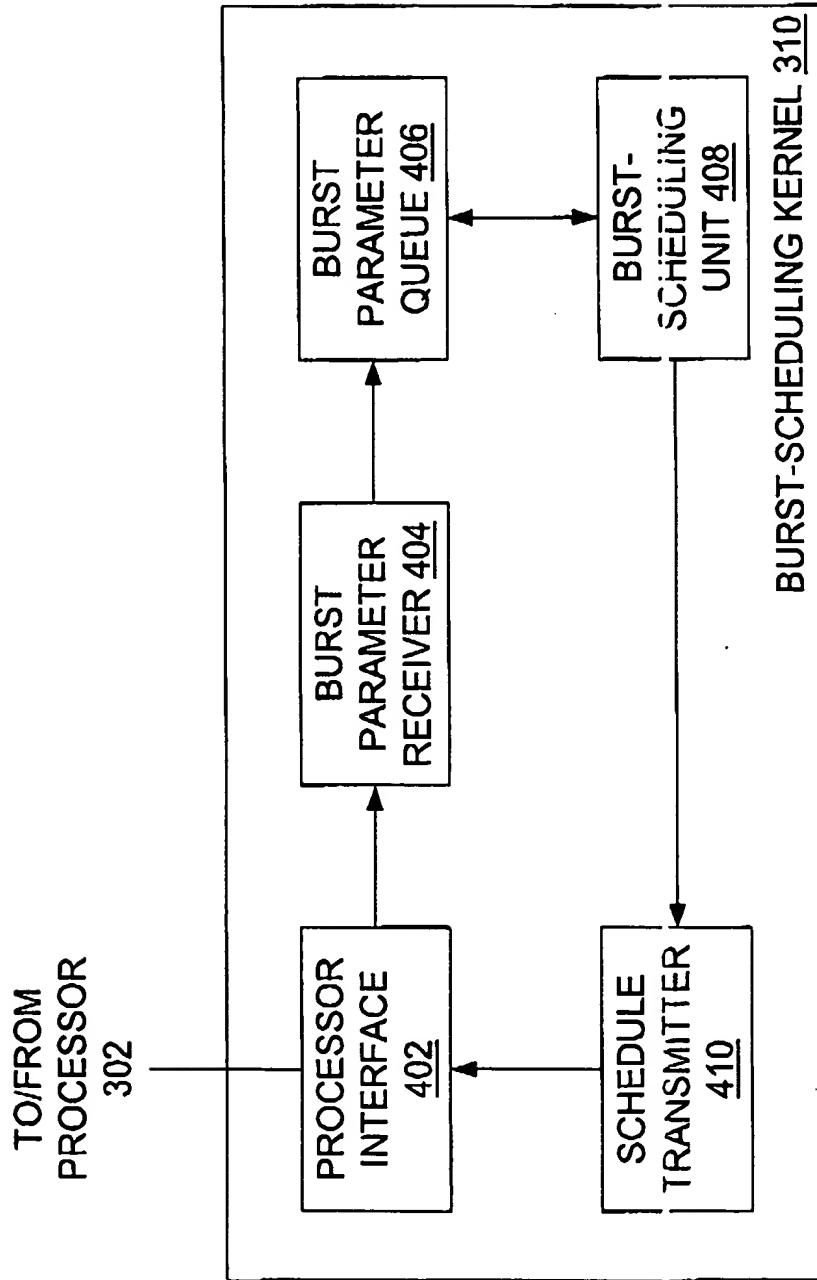 TO/FROM
PROCESSOR
302
PROCESSOR
INTERFACE
402
BURST
PARAMETER
RECEIVER 404
BURST
PARAMETER
QUEUE 406
SCHEDULE
TRANSMITTER
410
BURST-
SCHEDULING
UNIT 408
BURST-SCHEDULING KERNEL 310